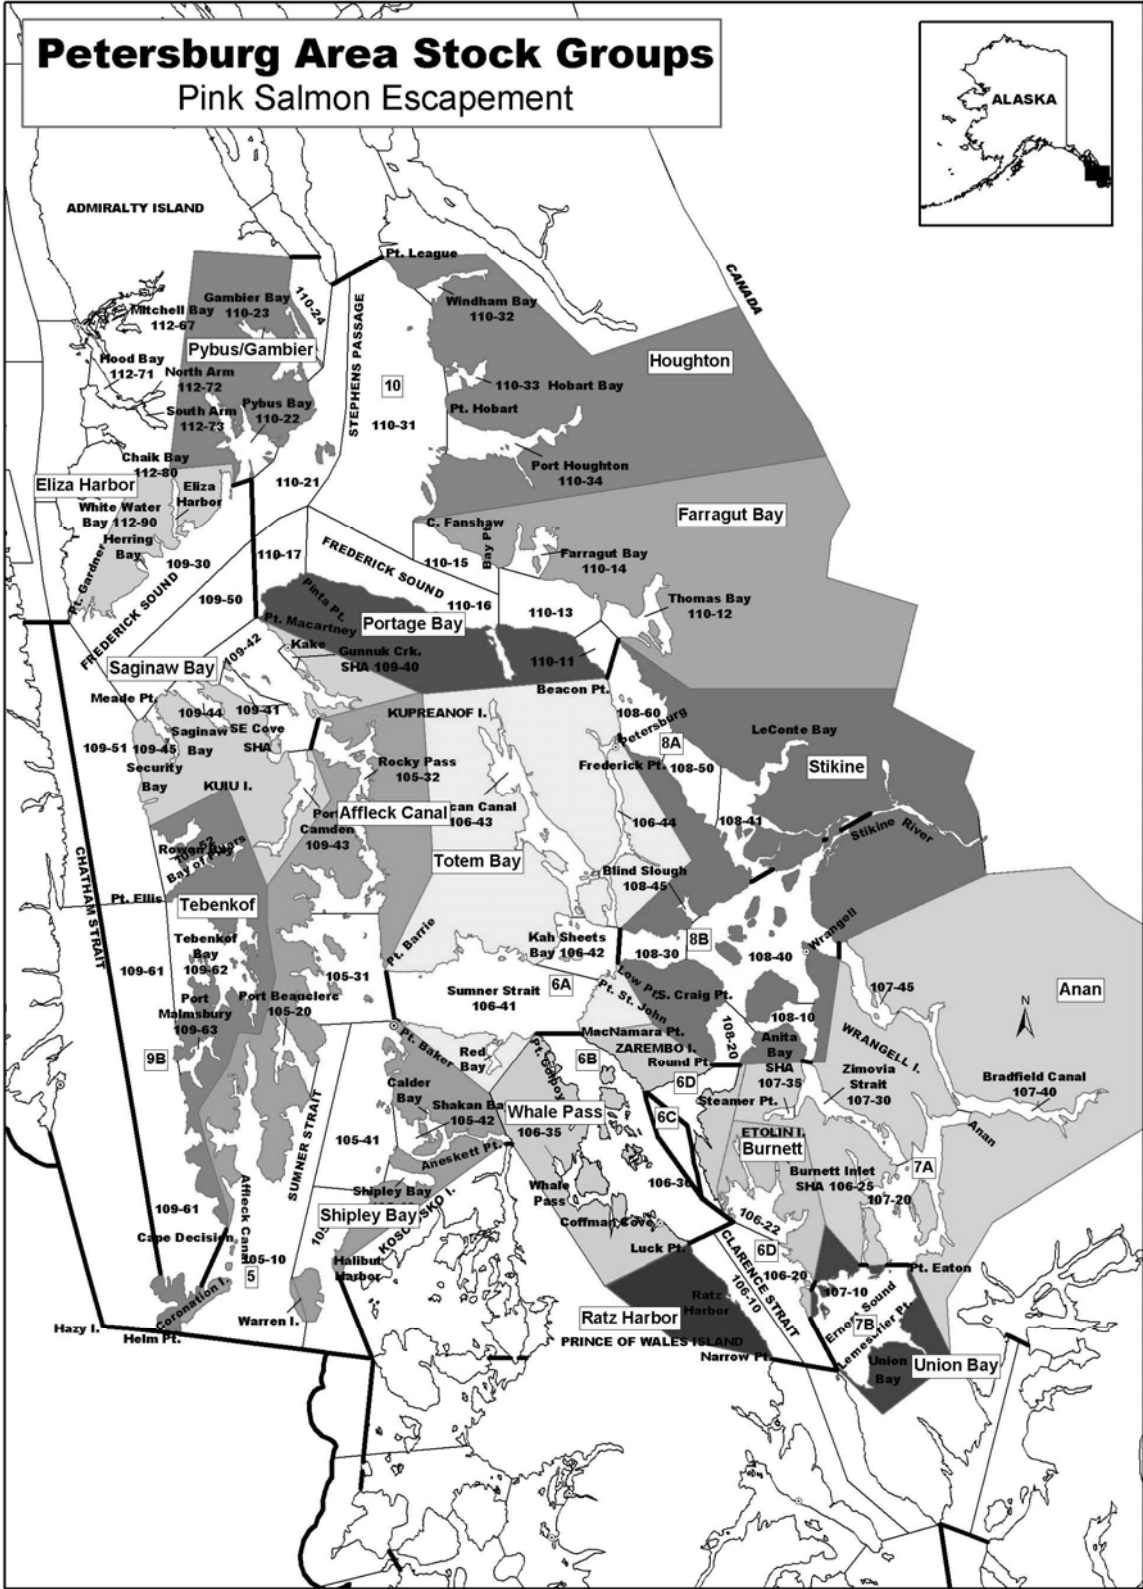 Petersburg Area Stock Groups
Pink Salmon Escapement
ALASKA
ADMIRALTY ISLAND
CANADA
Pt. League
Gambier Bay
110-23
110-24
Mitchell Bay
112-67
Windham Bay
110-32
STEPHENS PASSAGE
Pybus/Gambier
Houghton
Hood Bay
112-71
North Arm
112-72
10
110-33 Hobart Bay
South Arm
112-73
Pybus Bay
110-22
Pt. Hobart
110-31
Chaik Bay
112-80
Port Houghton
110-34
Eliza Harbor
Eliza
Harbor
110-21
White Water
Bay 112-90
Farragut Bay
Herring
Bay
C. Fanshaw
Bay Pt.
Pt. Gardner
109-30
110-17
FREDERICK SOUND
110-15
Farragut Bay
110-14
FREDERICK SOUND
109-50
Pinta Pt.
110-16
110-13
Thomas Bay
110-12
Pt. Macartney
Portage Bay
Kake
109-42
Gunnuk Crk.
SHA 109-40
110-11
Saginaw Bay
Beacon Pt.
Meade Pt.
109-44
109-41
KUPREANOF I.
108-60
Petersburg
109-51
109-45
Saginaw
Bay
SE Cove
SHA
8A
LeConte Bay
Security
Bay
Rocky Pass
105-32
Frederick Pt.
108-50
Stikine
KUIU I.
Affleck Canal
can Canal
106-43
Camden
109-43
106-44
108-41
Stikine River
Totem Bay
CHATHAM STRAIT
Blind Slough
108-45
Pt. Ellis
Tebenkof
Wrangell
Tebenkof
Bay
109-62
Pt. Barrie
Kah Sheets
Bay 106-42
8B
108-30
108-40
109-61
105-31
6A
Sumner Strait
106-41
Low Pt.
Pt. St. John
S. Craig Pt.
107-45
Anan
N
Port
Malmsbury
109-63
Port Beauclerc
105-20
108-10
9B
Pt. Baker
MacNamara Pt.
ZAREMBO I.
Round Pt.
108-20
Anita
Bay
SHA
107-35
WRANGELL I.
Red
Bay
Pt. Colpoy
6B
6D
Zimovia
Strait
107-30
Bradfield Canal
107-40
Calder
Bay
Shakan Ba
105-42
Whale Pass
106-35
Steamer Pt.
6C
Anan
SUMNER STRAIT
105-41
Aneskett Pt.
ETOLIN I.
Burnett
Burnett Inlet
SHA 106-25
7A
Shipley Bay
Whale
Pass
106-30
107-20
109-61
Affleck Canal
Shipley Bay
Coffman Cove
106-22
Cape Decision
105-10
5
Halibut
Harbor
Luck Pt.
CLARENCE STRAIT
6D
106-20
Pt. Eaton
106-10
107-10
Coronation I.
Warren I.
Ratz Harbor
Ratz
Harbor
7B
Hazy I.
Helm Pt.
PRINCE OF WALES ISLAND
Narrow Pt.
Union
Bay
Union Bay